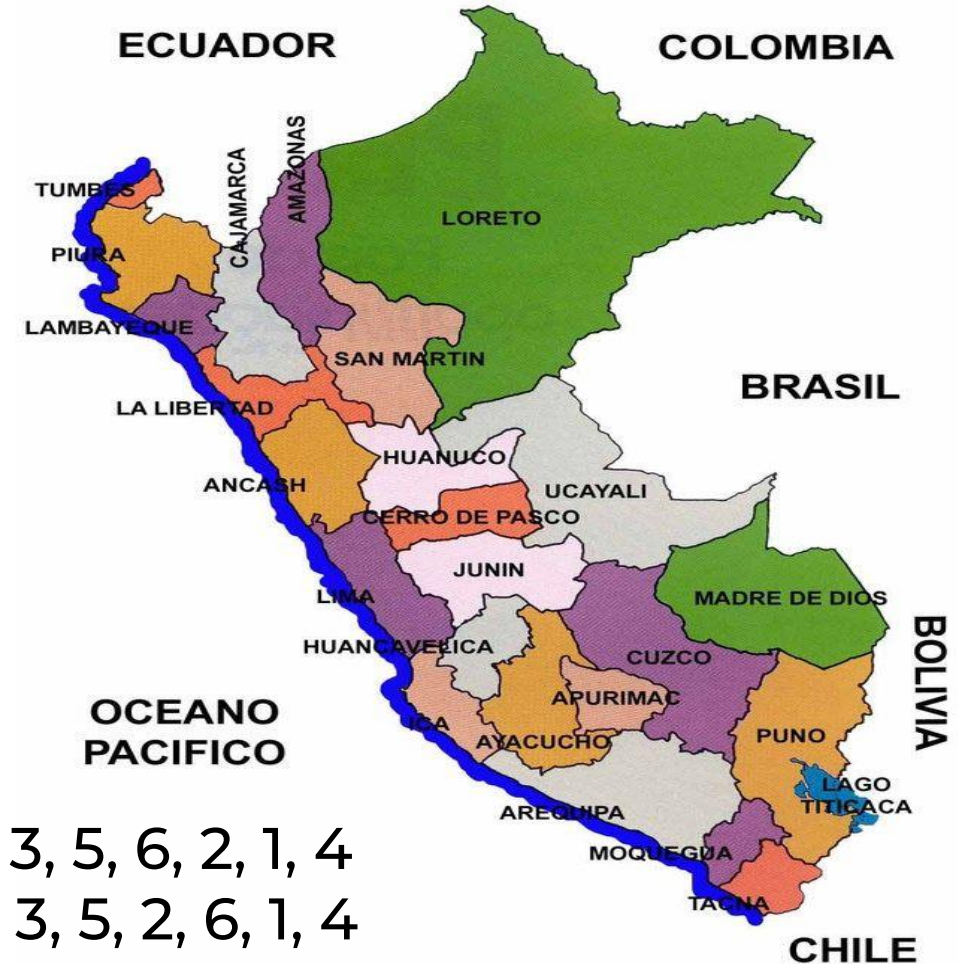 ECUADOR
COLOMBIA
AMAZONAS
CAJAMARCA
TUMBES
LORETO
PIURA
LAMBAYEQUE
SAN MARTIN
BRASIL
LA LIBERTAD
HUANUCO
ANCASH
UCAYALI
CERRO DE PASCO
JUNIN
LIMA
MADRE DE DIOS
HUANCAVELICA
CUZCO
BOLIVIA
APURIMAC
OCEANO
PACIFICO
ICA
AYACUCHO
PUNO
LAGO
TITICACA
AREQUIPA
MOQUEGUA
TACNA
CHILE
3, 5, 6, 2, 1, 4
3, 5, 2, 6, 1, 4